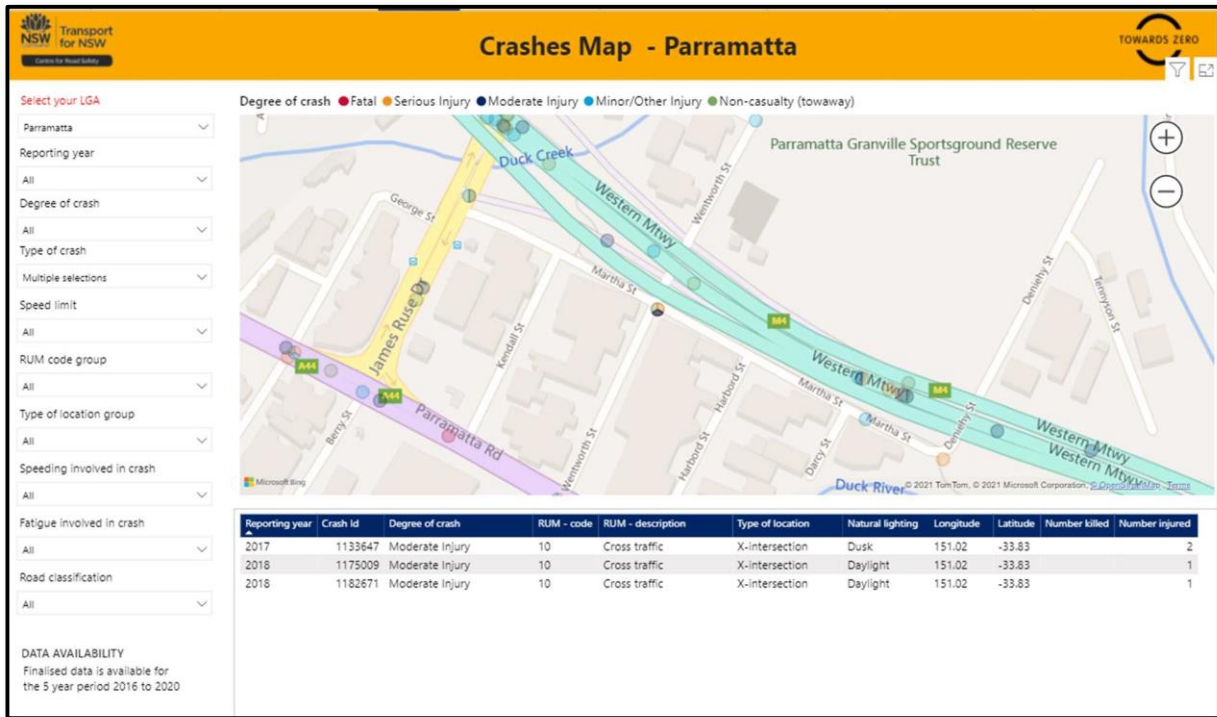 NSW
GOVERNMENT
Transport
for NSW
Centre for Road Safety
Crashes Map - Parramatta
TOWARDS ZERO
Select your LGA
Parramatta
Reporting year
All
Degree of crash
All
Type of crash
Multiple selections
Speed limit
All
RUM code group
All
Type of location group
All
Speeding involved in crash
All
Fatigue involved in crash
All
Road classification
All
DATA AVAILABILITY
Finalised data is available for
the 5 year period 2016 to 2020
Degree of crash Fatal Serious Injury Moderate Injury Minor/Other Injury Non-casualty (towaway)
Parramatta Granville Sportsground Reserve
Trust
Duck Creek
Western Mtwy
Wentworth St
George St
Martha St
Deniehy St
Tennyson St
James Ruse Dr
Kendall St
M4
A44
A44
Western Mtwy
M4
Harbord St
Martha St
Martha St
Deniehy St
Berry St
Parramatta Rd
Wentworth St
Harbord St
Darcy St
Western Mtwy
Western Mtwy
Duck River
Microsoft Bing
© 2021 TomTom, © 2021 Microsoft Corporation, © OpenStreetMap Terms
Reporting year Crash Id Degree of crash RUM - code RUM - description Type of location Natural lighting Longitude Latitude Number killed Number injured
2017 1133647 Moderate Injury 10 Cross traffic X-intersection Dusk 151.02 -33.83 2
2018 1175009 Moderate Injury 10 Cross traffic X-intersection Daylight 151.02 -33.83 1
2018 1182671 Moderate Injury 10 Cross traffic X-intersection Daylight 151.02 -33.83 1